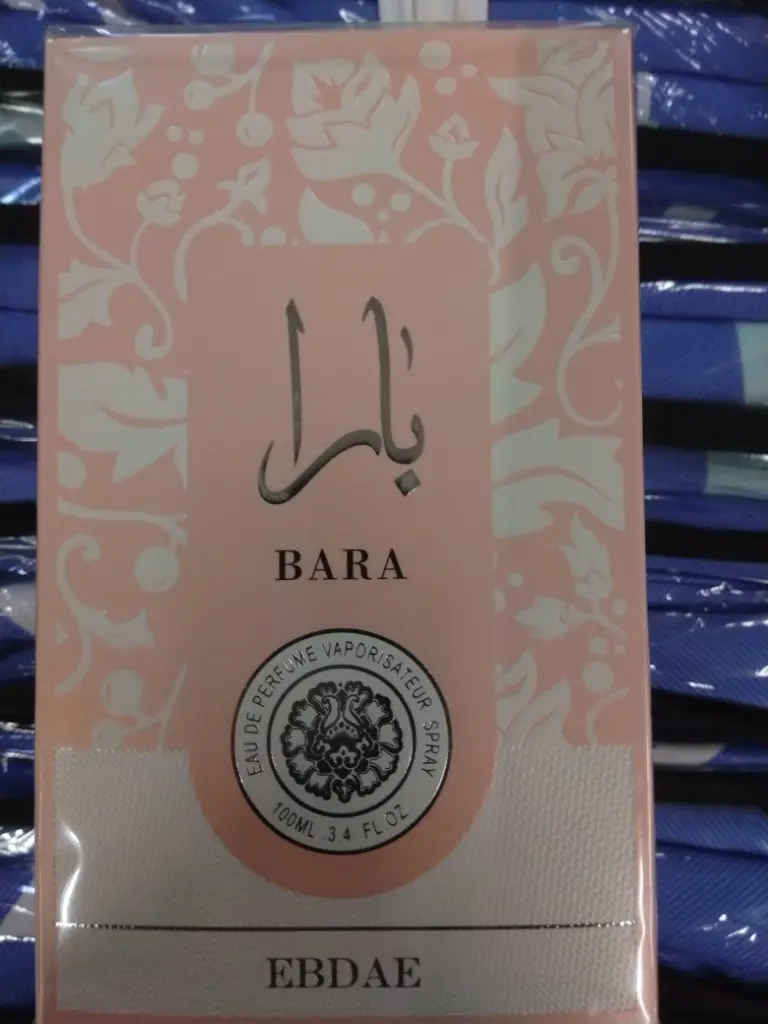 بارا
BARA
EAU DE PERFUME VAPORISATEUR SPRAY
100ML 3.4 FL.OZ
EBDAE